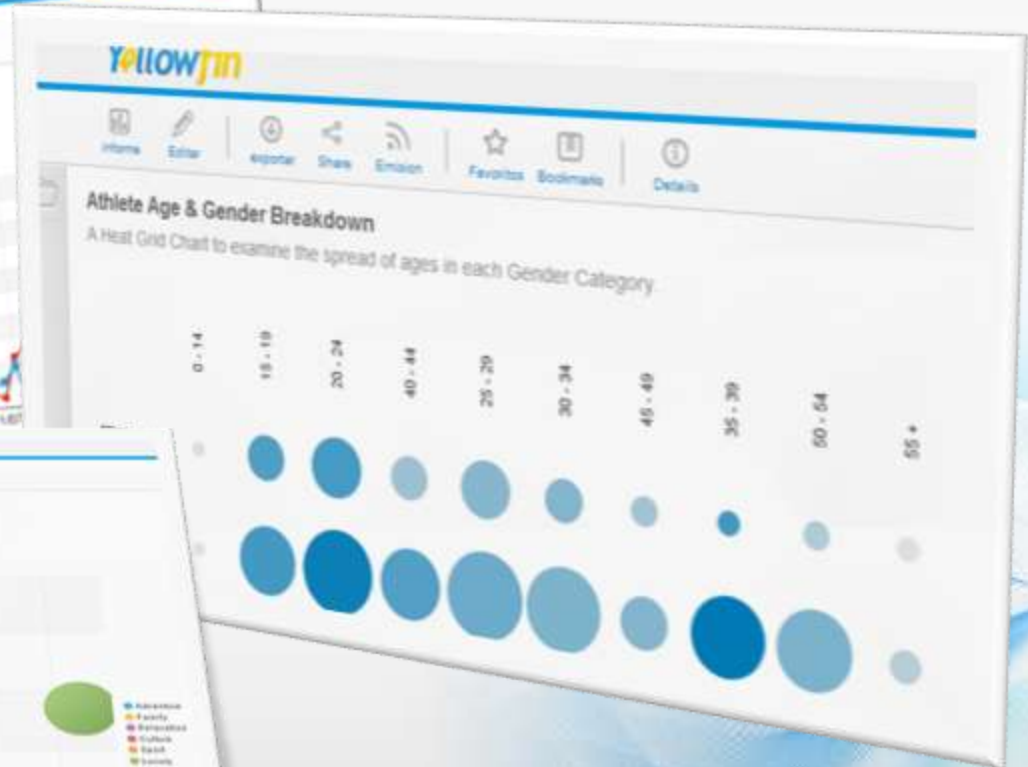 Yellowfin
Informe Editar exportar Share Emision Favoritos Bookmarks Details
Athlete Age & Gender Breakdown
A Heat Grid Chart to examine the spread of ages in each Gender Category
0 - 14 15 - 19 20 - 24 40 - 44 25 - 29 30 - 34 45 - 49 35 - 39 50 - 54 55 +
Adventure
Family
Relaxation
Culture
Sport
Luxury